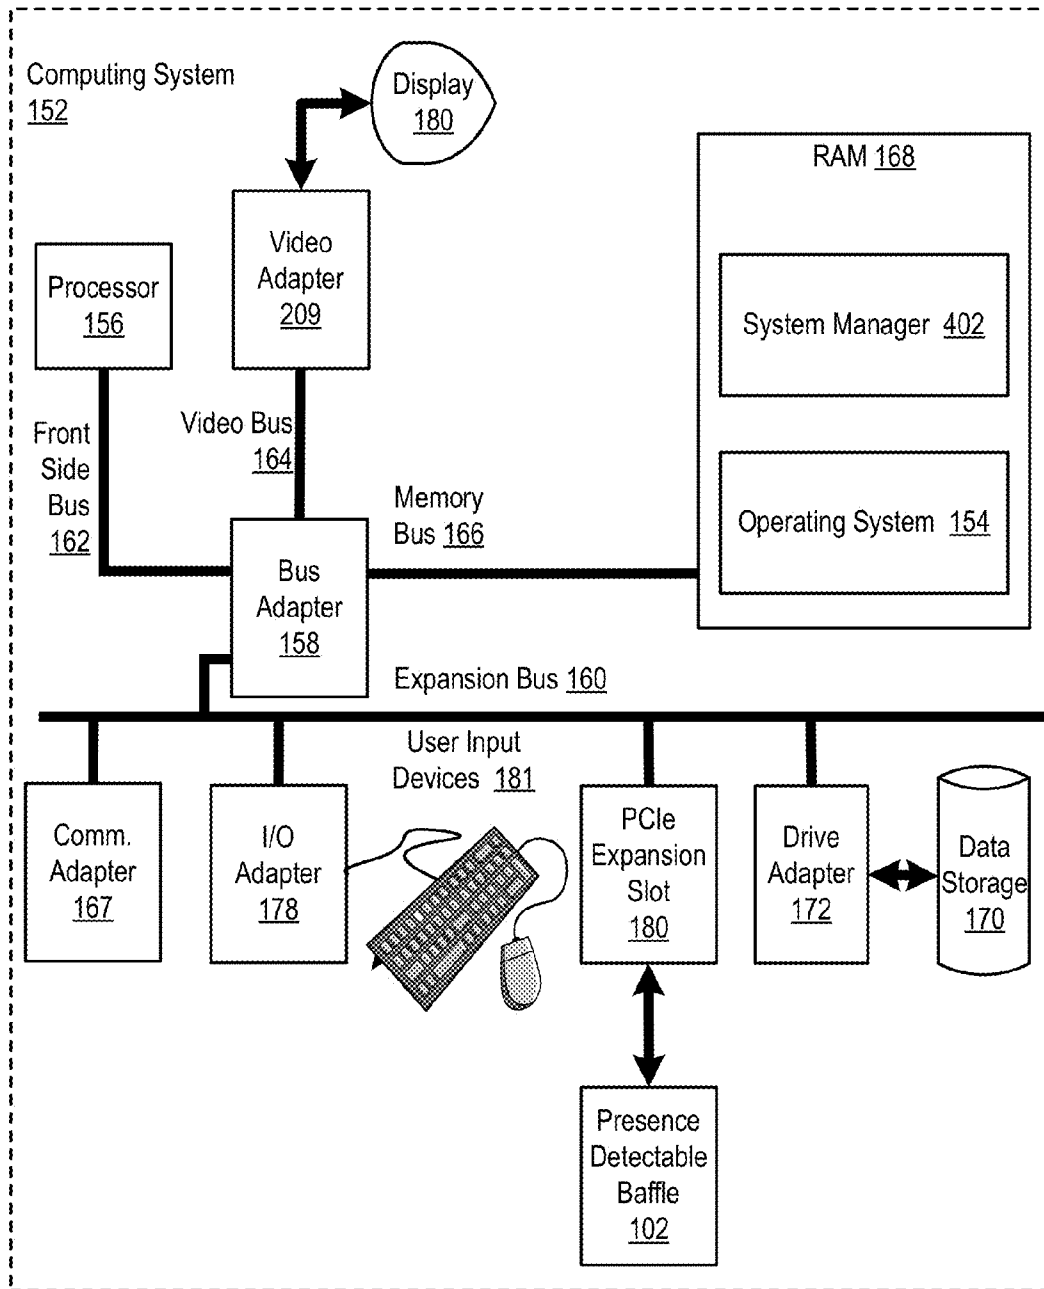 Computing System
152
Display
180
RAM 168
Video
Adapter
209
Processor
156
System Manager 402
Video Bus
164
Front
Side
Bus
162
Memory
Bus 166
Operating System 154
Bus
Adapter
158
Expansion Bus 160
User Input
Devices 181
Comm.
Adapter
167
I/O
Adapter
178
PCIe
Expansion
Slot
180
Drive
Adapter
172
Data
Storage
170
Presence
Detectable
Baffle
102